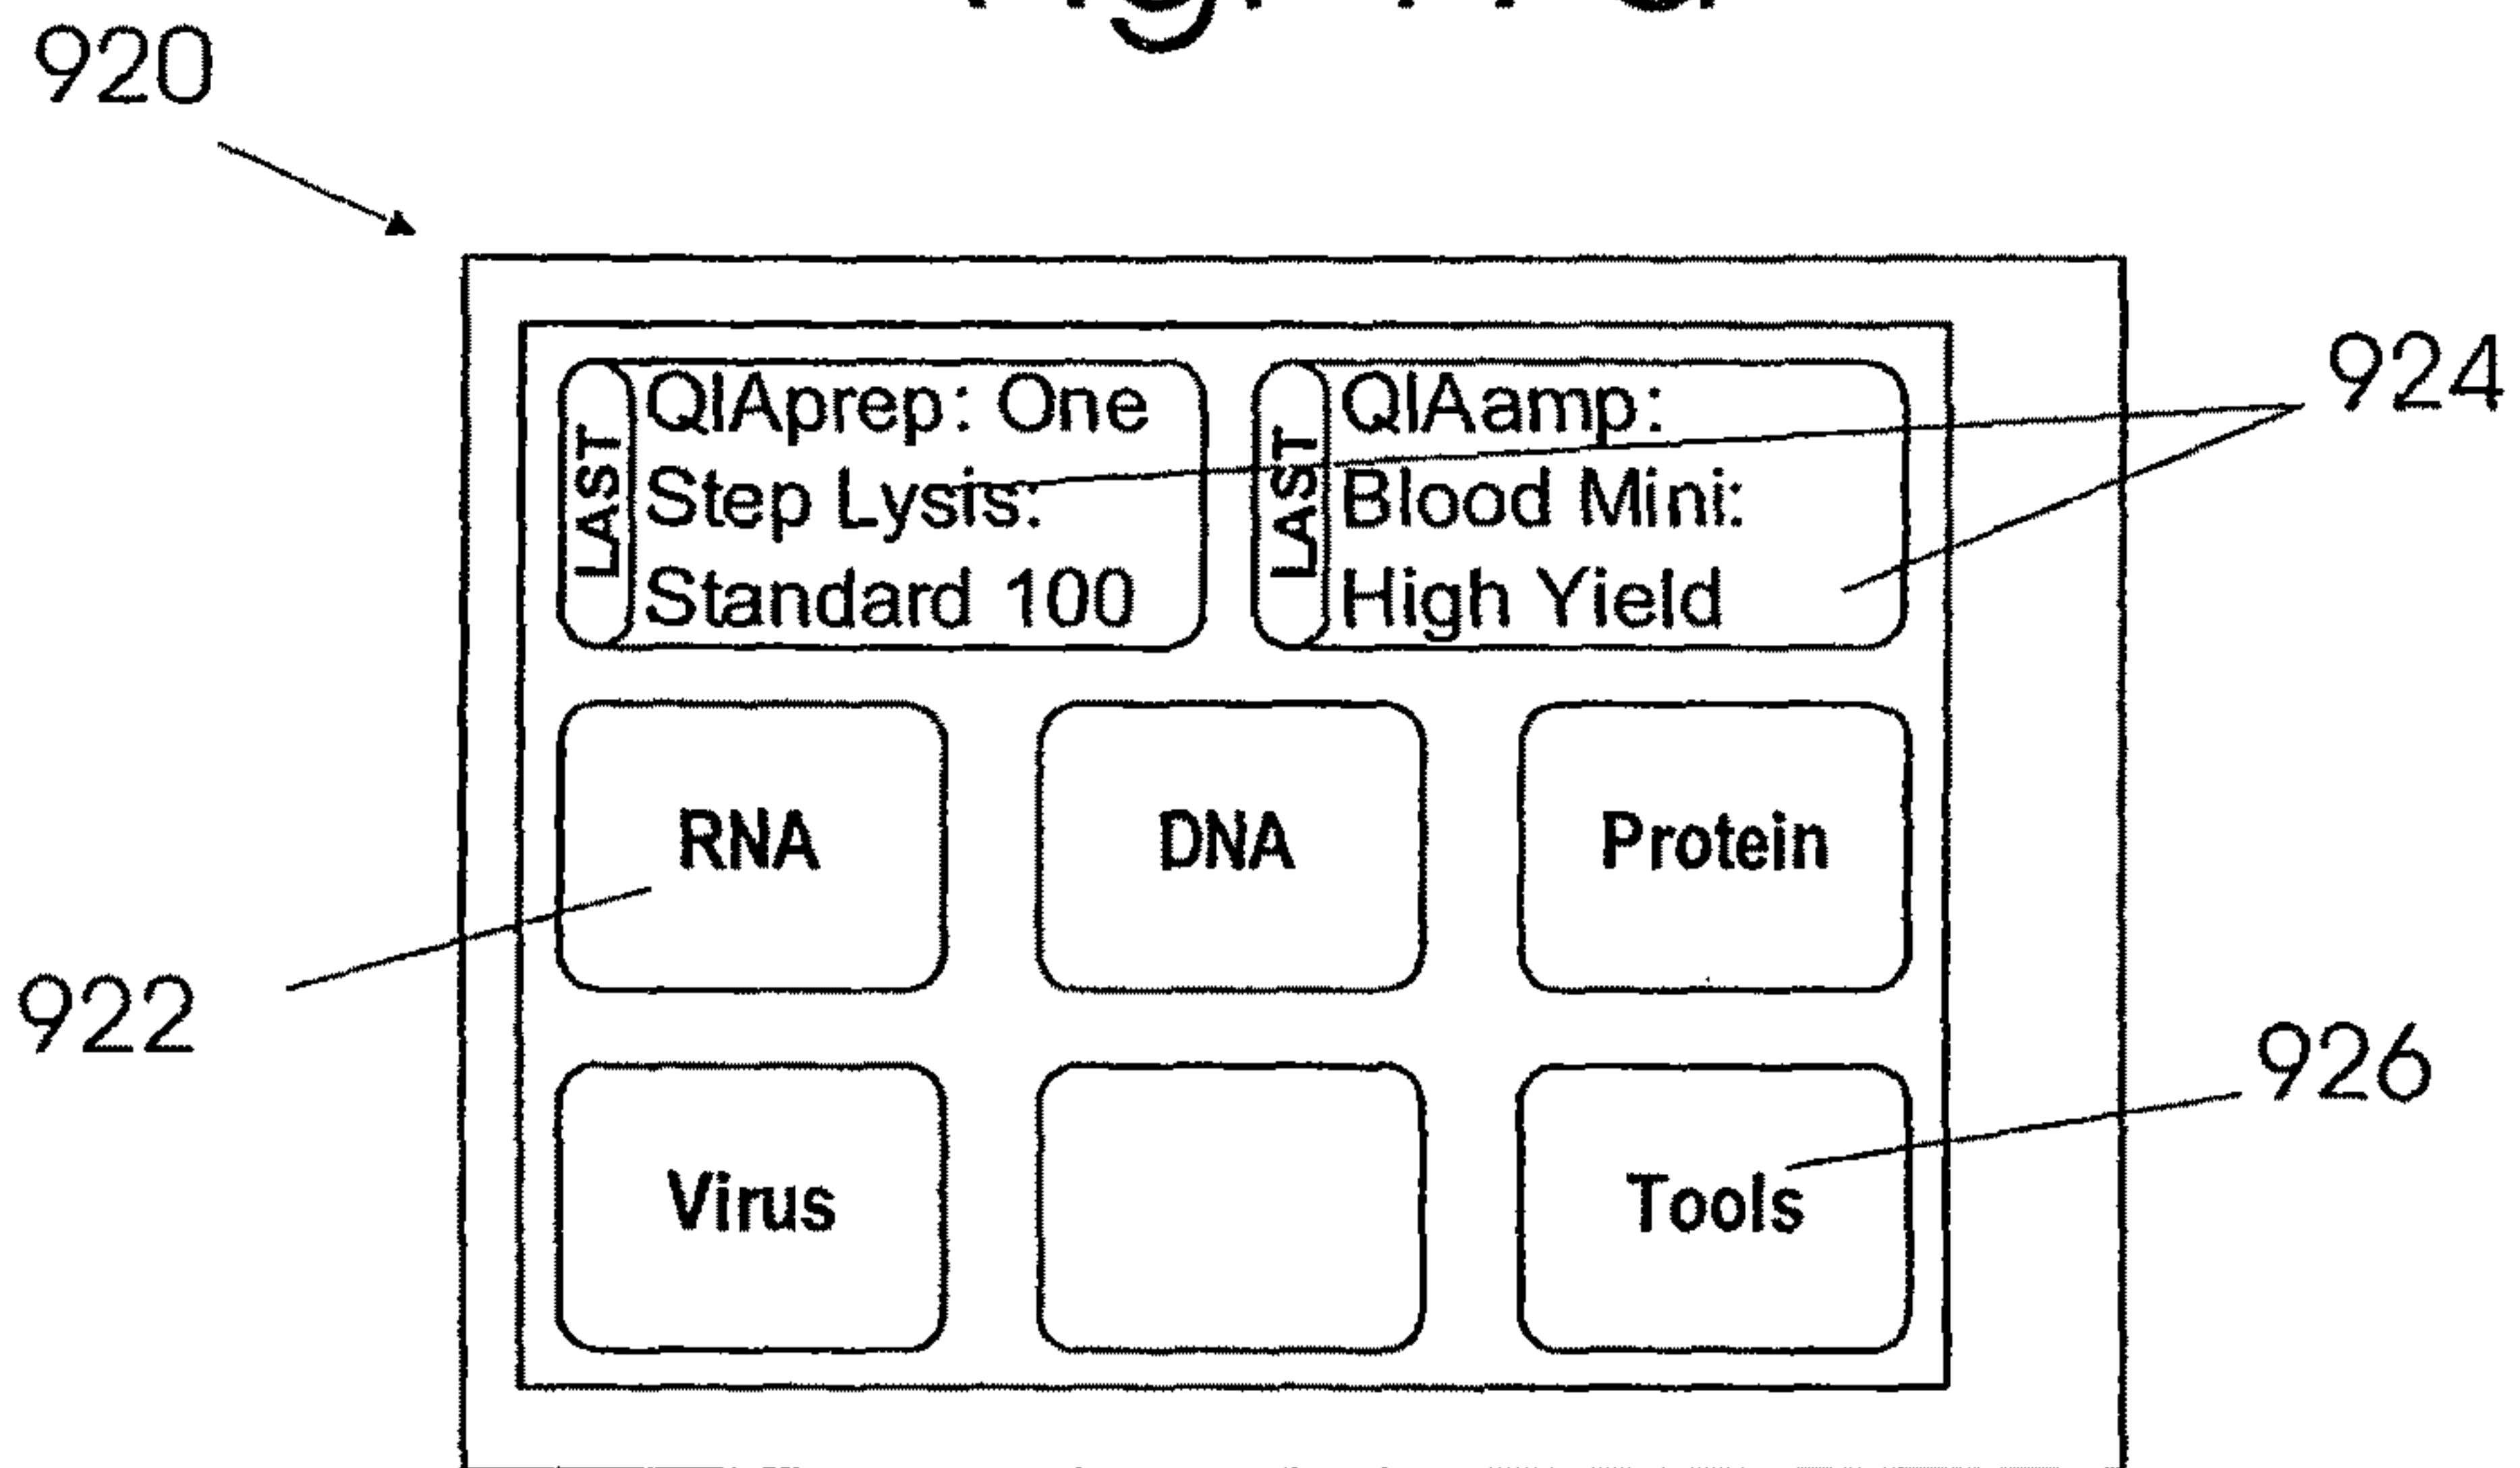 920
LAST
QIAprep: One
Step Lysis:
Standard 100
LAST
QIAamp:
Blood Mini:
High Yield
924
RNA
DNA
Protein
922
926
Virus
Tools